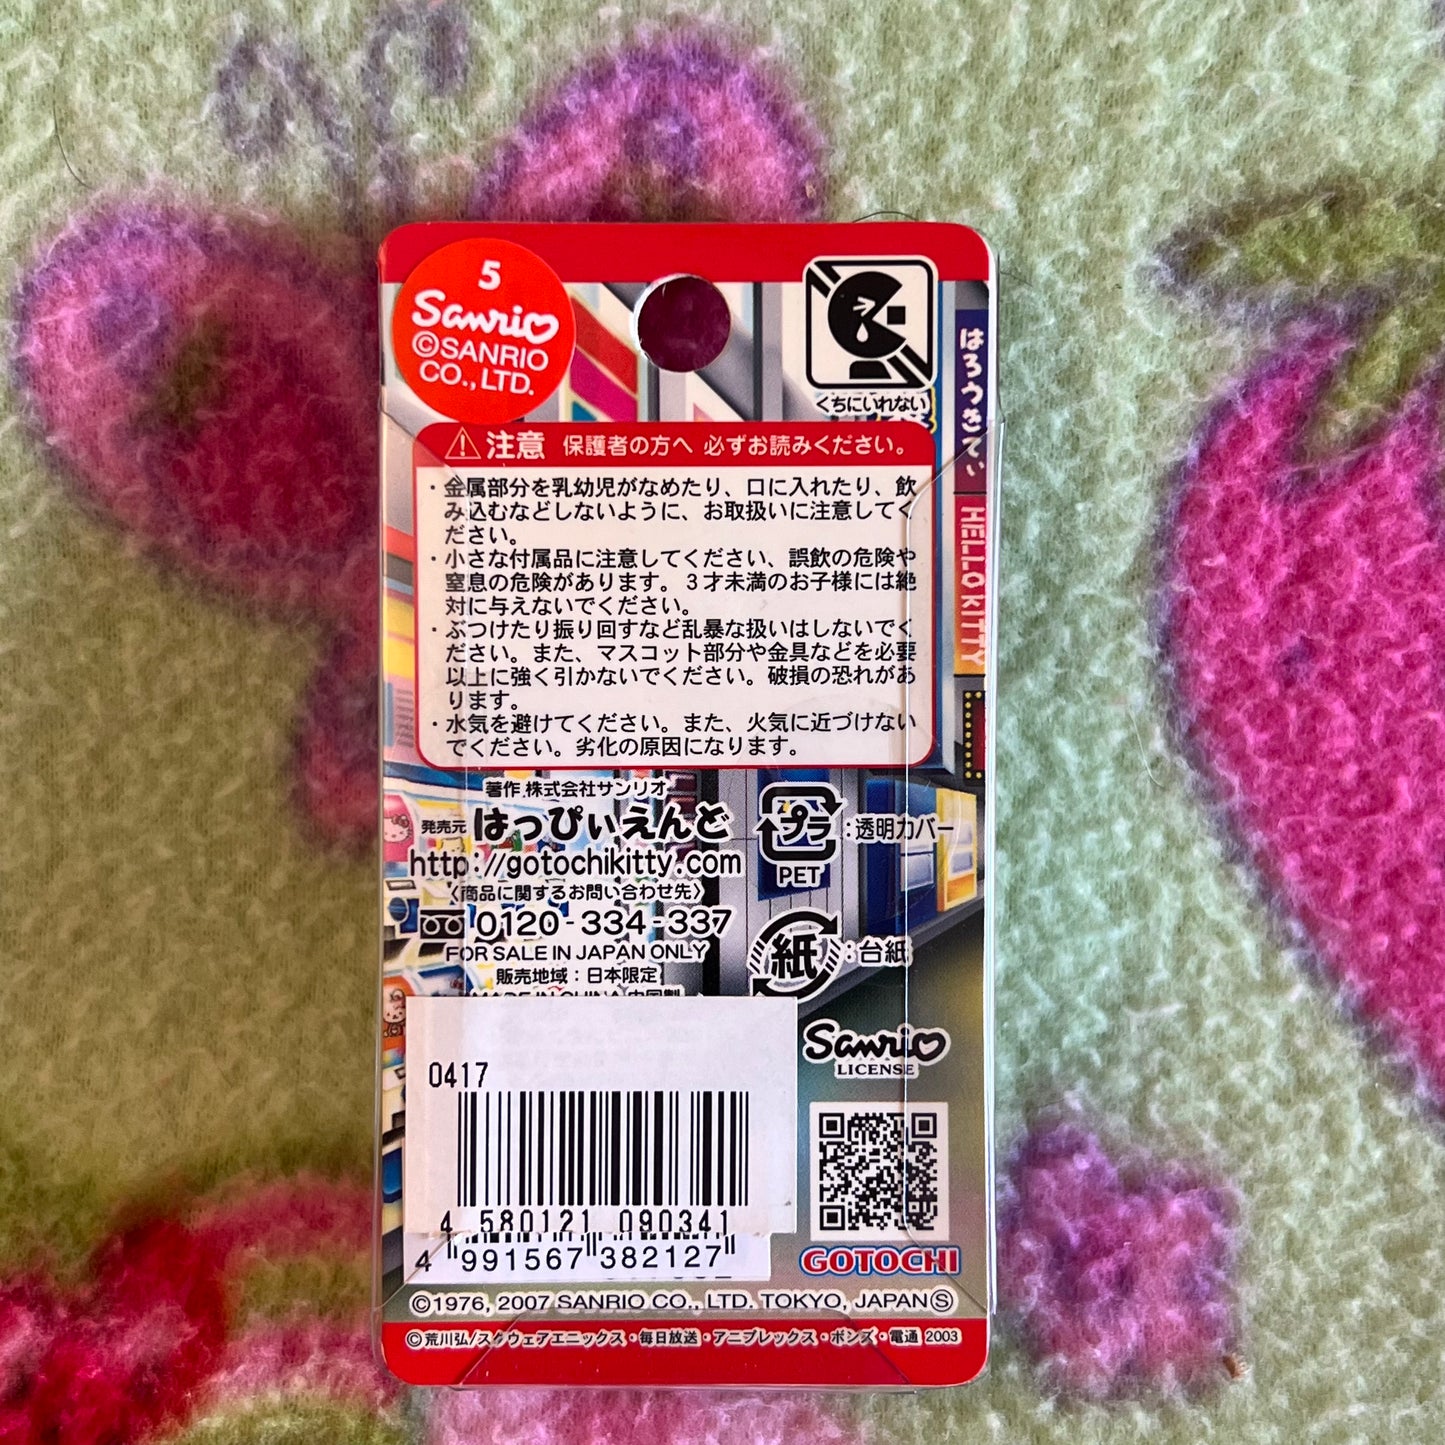 5
Sanrio
©SANRIO
CO., LTD.
くちにいれない
はろうきてぃ
HELLO KITTY
注意 保護者の方へ 必ずお読みください。
・金属部分を乳幼児がなめたり、口に入れたり、飲
み込むなどしないように、お取扱いに注意してく
ださい。
・小さな付属品に注意してください、誤飲の危険や
窒息の危険があります。3才未満のお子様には絶
対に与えないでください。
・ぶつけたり振り回すなど乱暴な扱いはしないでく
ださい。また、マスコット部分や金具などを必要
以上に強く引かないでください。破損の恐れがあ
ります。
・水気を避けてください。また、火気に近づけない
でください。劣化の原因になります。
著作 株式会社サンリオ
発売元 はっぴぃえんど
http://gotochikitty.com
〈商品に関するお問い合わせ先〉
0120-334-337
FOR SALE IN JAPAN ONLY
販売地域：日本限定
MADE IN CHINA 中国製
プラ：透明カバー
PET
紙：台紙
Sanrio
LICENSE
0417
4 580121 090341
4 991567 382127
GOTOCHI
©1976, 2007 SANRIO CO., LTD. TOKYO, JAPAN Ⓢ
©荒川弘/スクウェアエニックス・毎日放送・アニプレックス・ボンズ・電通 2003